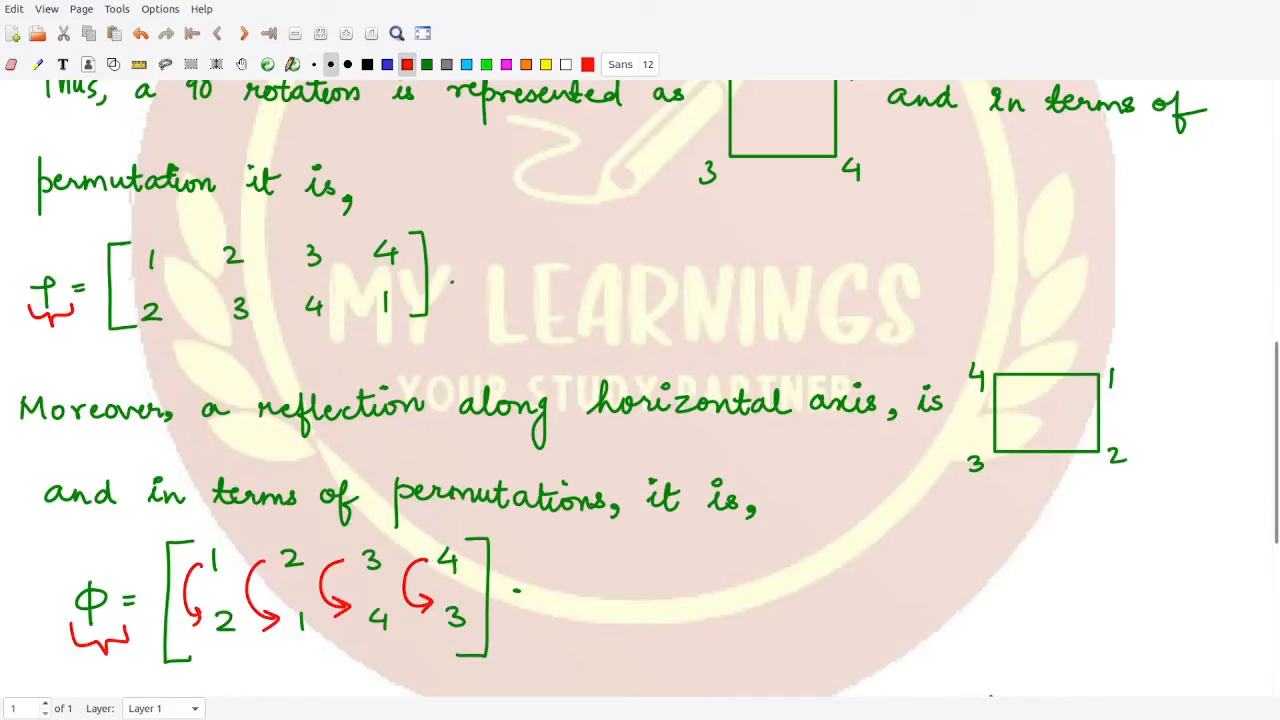 Edit View Page Tools Options Help
Sans 12
Thus, a 90 rotation is represented as and in terms of
3 4
permutation it is,
1 2 3 4
ρ =
2 3 4 1
MY LEARNINGS
YOUR STUDY PARTNER
4 1
Moreover, a reflection along horizontal axis, is
3 2
and in terms of permutations, it is,
1 2 3 4
Φ =
2 1 4 3
1 of 1 Layer: Layer 1